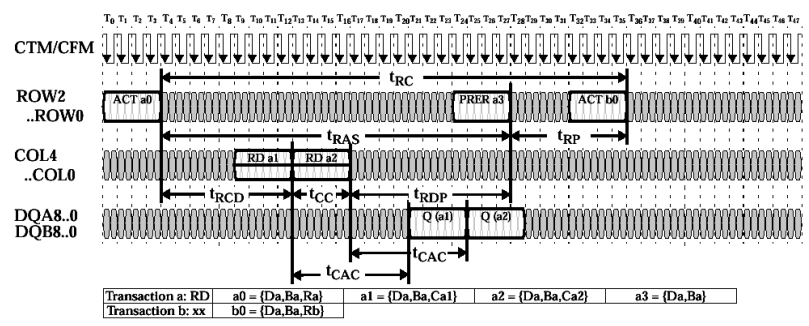 T0 T1 T2 T3 T4 T5 T6 T7 T8 T9 T10 T11 T12 T13 T14 T15 T16 T17 T18 T19 T20 T21 T22 T23 T24 T25 T26 T27 T28 T29 T30 T31 T32 T33 T34 T35 T36 T37 T38 T39 T40 T41 T42 T43 T44 T45 T46 T47
CTM/CFM
tRC
ROW2
..ROW0
ACT a0 PRER a3 ACT b0
tRAS tRP
COL4
..COL0
RD a1 RD a2
tRCD tCC tRDP
DQA8..0
DQB8..0
Q (a1) Q (a2)
tCAC
tCAC
Transaction a: RD a0 = {Da,Ba,Ra} a1 = {Da,Ba,Ca1} a2 = {Da,Ba,Ca2} a3 = {Da,Ba}
Transaction b: xx b0 = {Da,Ba,Rb}